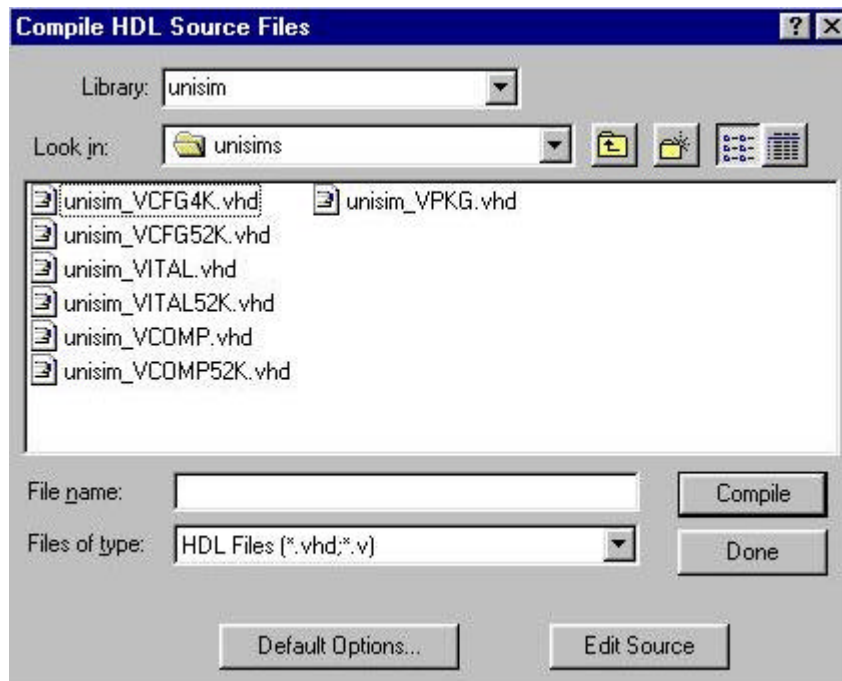 Compile HDL Source Files
Library: unisim
Look in: unisims
unisim_VCFG4K.vhd unisim_VPKG.vhd
unisim_VCFG52K.vhd
unisim_VITAL.vhd
unisim_VITAL52K.vhd
unisim_VCOMP.vhd
unisim_VCOMP52K.vhd
File name: Compile
Files of type: HDL Files (*.vhd;*.v) Done
Default Options... Edit Source